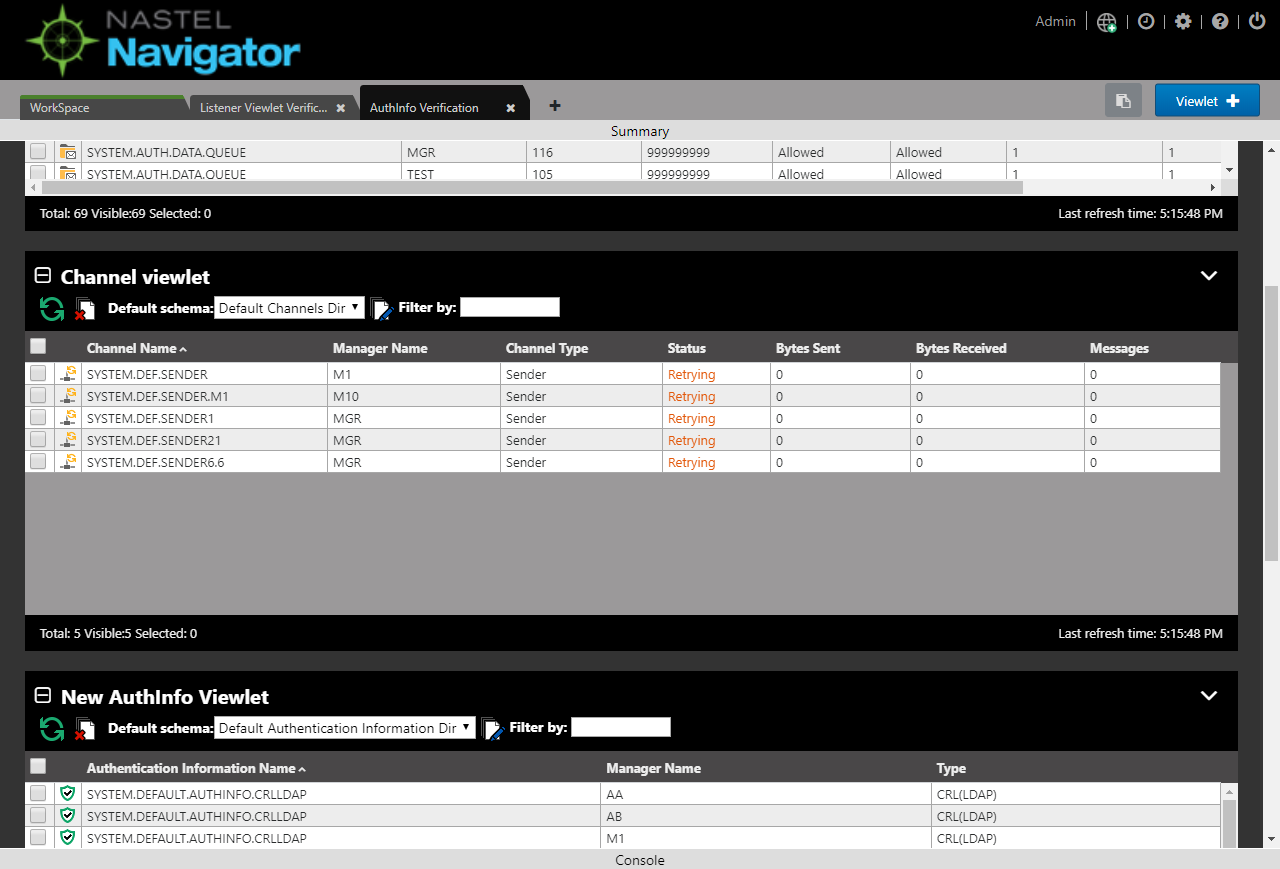 NASTEL
Navigator
Admin
WorkSpace Listener Viewlet Verific... AuthInfo Verification Viewlet
Summary
SYSTEM.AUTH.DATA.QUEUE MGR 116 999999999 Allowed Allowed 1 1
SYSTEM.AUTH.DATA.QUEUE TEST 105 999999999 Allowed Allowed 1 1
Total: 69 Visible:69 Selected: 0 Last refresh time: 5:15:48 PM
Channel viewlet
Default schema: Default Channels Dir Filter by:
Channel Name Manager Name Channel Type Status Bytes Sent Bytes Received Messages
SYSTEM.DEF.SENDER M1 Sender Retrying 0 0 0
SYSTEM.DEF.SENDER.M1 M10 Sender Retrying 0 0 0
SYSTEM.DEF.SENDER1 MGR Sender Retrying 0 0 0
SYSTEM.DEF.SENDER21 MGR Sender Retrying 0 0 0
SYSTEM.DEF.SENDER6.6 MGR Sender Retrying 0 0 0
Total: 5 Visible:5 Selected: 0 Last refresh time: 5:15:48 PM
New AuthInfo Viewlet
Default schema: Default Authentication Information Dir Filter by:
Authentication Information Name Manager Name Type
SYSTEM.DEFAULT.AUTHINFO.CRLLDAP AA CRL(LDAP)
SYSTEM.DEFAULT.AUTHINFO.CRLLDAP AB CRL(LDAP)
SYSTEM.DEFAULT.AUTHINFO.CRLLDAP M1 CRL(LDAP)
Console